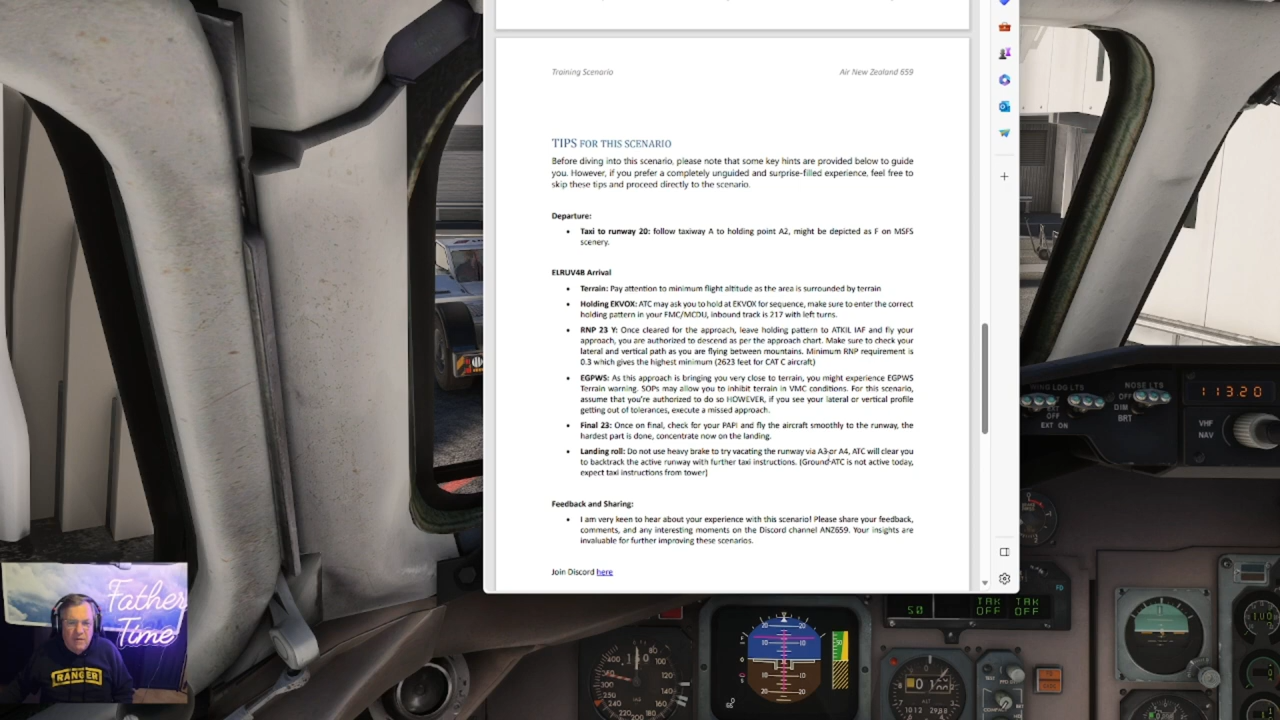 Training Scenario
Air New Zealand 659
TIPS FOR THIS SCENARIO
Before diving into this scenario, please note that some key hints are provided below to guide
you. However, if you prefer a completely unguided and surprise-filled experience, feel free to
skip these tips and proceed directly to the scenario.
Departure:
• Taxi to runway 20: follow taxiway A to holding point A2, might be depicted as F on MSFS
scenery.
ELRUV4B Arrival
• Terrain: Pay attention to minimum flight altitude as the area is surrounded by terrain
• Holding EKVOX: ATC may ask you to hold at EKVOX for sequence, make sure to enter the correct
holding pattern in your FMC/MCDU, inbound track is 217 with left turns.
• RNP 23 Y: Once cleared for the approach, leave holding pattern to ATKIL IAF and fly your
approach, you are authorized to descend as per the approach chart. Make sure to check your
lateral and vertical path as you are flying between mountains. Minimum RNP requirement is
0.3 which gives the highest minimum (2623 feet for CAT C aircraft)
• EGPWS: As this approach is bringing you very close to terrain, you might experience EGPWS
Terrain warning. SOPs may allow you to inhibit terrain in VMC conditions. For this scenario,
assume that you're authorized to do so HOWEVER, if you see your lateral or vertical profile
getting out of tolerances, execute a missed approach.
• Final 23: Once on final, check for your PAPI and fly the aircraft smoothly to the runway, the
hardest part is done, concentrate now on the landing.
• Landing roll: Do not use heavy brake to try vacating the runway via A3 or A4, ATC will clear you
to backtrack the active runway with further taxi instructions. (Ground ATC is not active today,
expect taxi instructions from tower)
Feedback and Sharing:
• I am very keen to hear about your experience with this scenario! Please share your feedback,
comments, and any interesting moments on the Discord channel ANZ659. Your insights are
invaluable for further improving these scenarios.
Join Discord here
NOSE LTS
OFF
DIM
BRT
EXT ON
113.20
VHF
NAV
Father
Time
RANGER
50
TAK
OFF
TAK
OFF
FD